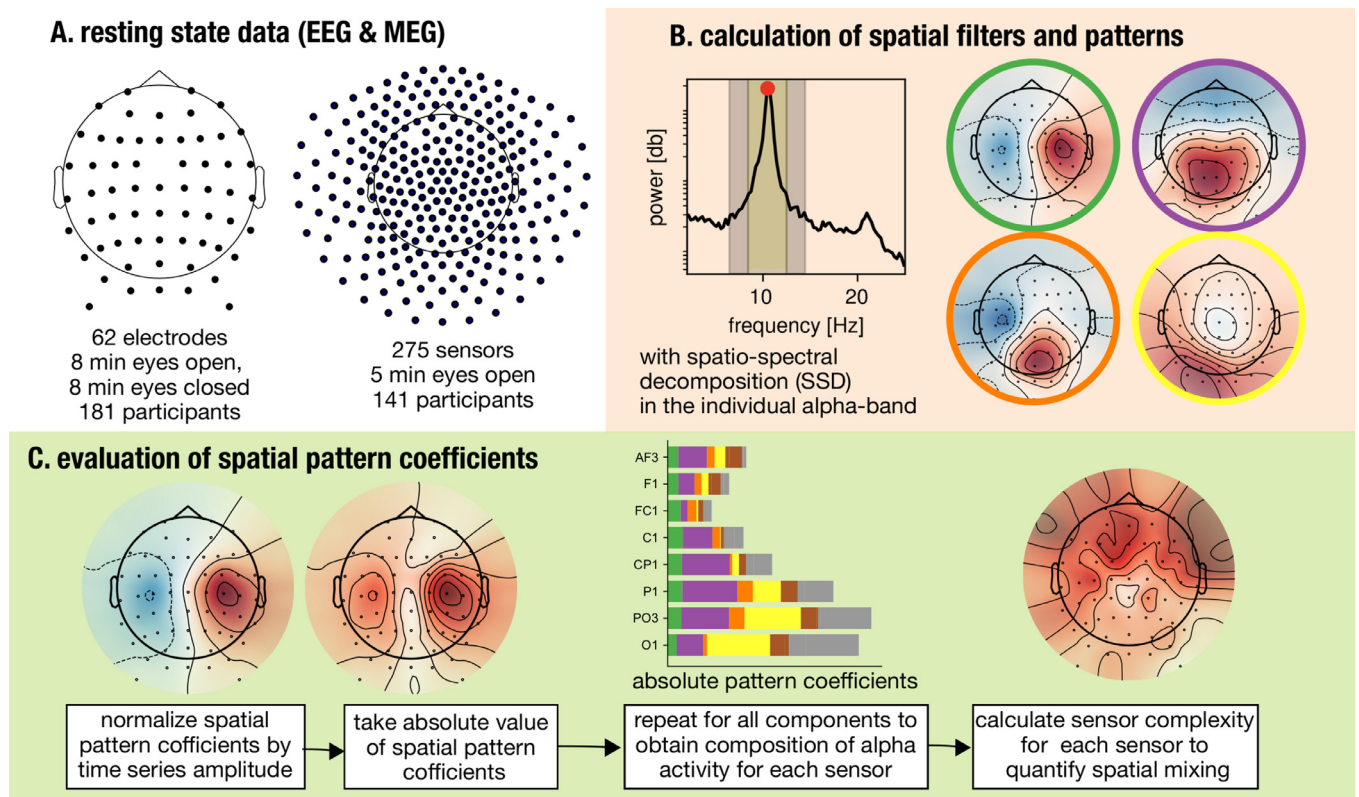 A. resting state data (EEG & MEG)
62 electrodes
8 min eyes open,
8 min eyes closed
181 participants
275 sensors
5 min eyes open
141 participants
B. calculation of spatial filters and patterns
power [db]
10
20
frequency [Hz]
with spatio-spectral
decomposition (SSD)
in the individual alpha-band
C. evaluation of spatial pattern coefficients
AF3
F1
FC1
C1
CP1
P1
PO3
O1
absolute pattern coefficients
normalize spatial
pattern cofficients by
time series amplitude
take absolute value
of spatial pattern
cofficients
repeat for all components to
obtain composition of alpha
activity for each sensor
calculate sensor complexity
for each sensor to
quantify spatial mixing